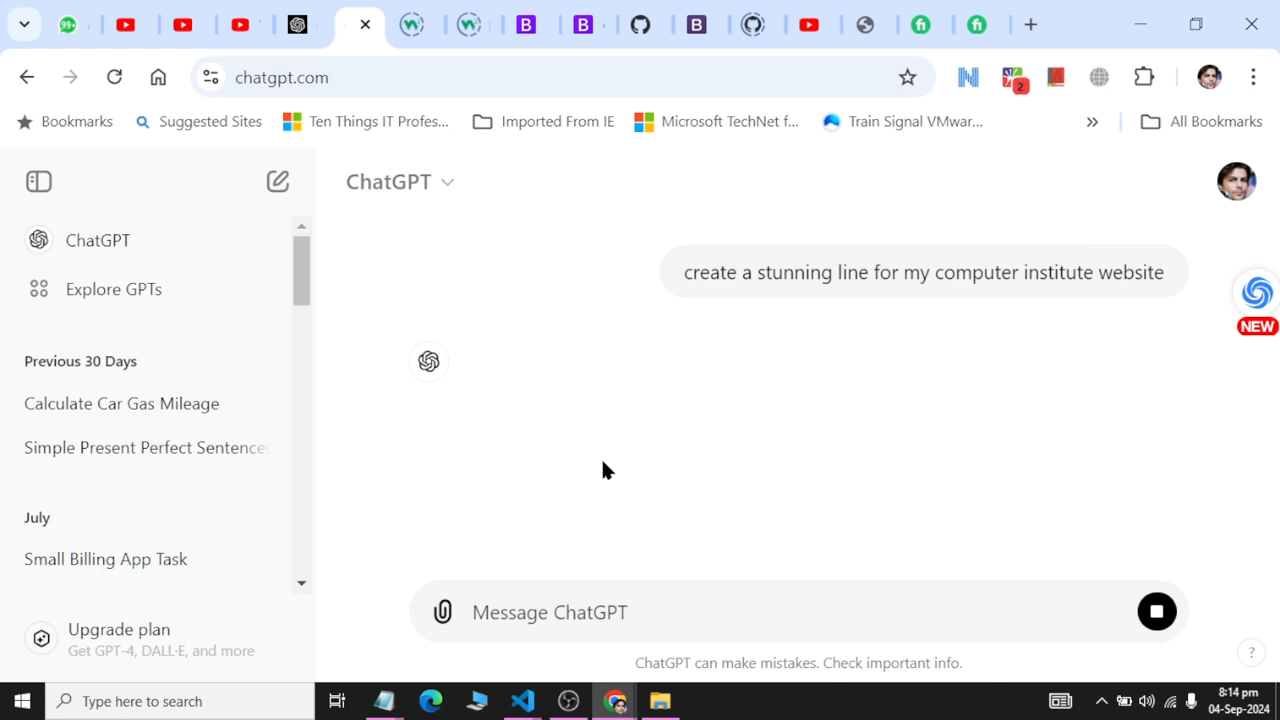 99+
chatgpt.com
2
Bookmarks
Suggested Sites
Ten Things IT Profes...
Imported From IE
Microsoft TechNet f...
Train Signal VMwar...
All Bookmarks
ChatGPT
ChatGPT
Explore GPTs
create a stunning line for my computer institute website
NEW
Previous 30 Days
Calculate Car Gas Mileage
Simple Present Perfect Sentences
July
Small Billing App Task
Message ChatGPT
Upgrade plan
Get GPT-4, DALL·E, and more
ChatGPT can make mistakes. Check important info.
?
Type here to search
8:14 pm
04-Sep-2024